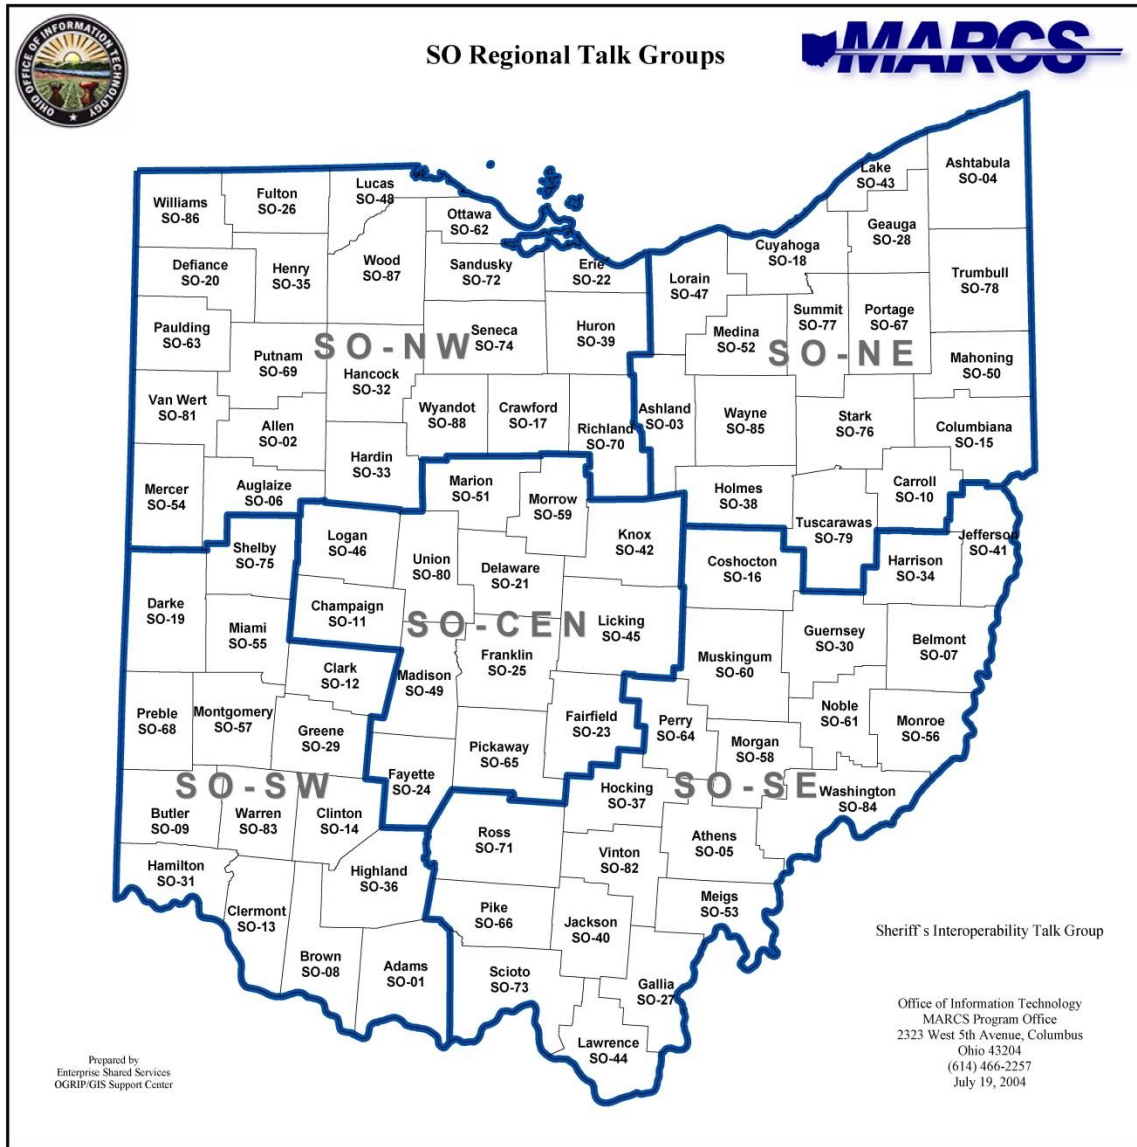 OHIO OFFICE OF INFORMATION TECHNOLOGY
SO Regional Talk Groups
MARCS
Lake
SO-43
Ashtabula
SO-04
Williams
SO-86
Fulton
SO-26
Lucas
SO-48
Ottawa
SO-62
Geauga
SO-28
Cuyahoga
SO-18
Defiance
SO-20
Henry
SO-35
Wood
SO-87
Sandusky
SO-72
Erie
SO-22
Lorain
SO-47
Trumbull
SO-78
Paulding
SO-63
Putnam
SO-69
SO-NW
Hancock
SO-32
Seneca
SO-74
Huron
SO-39
Medina
SO-52
Summit
SO-77
Portage
SO-67
SO-NE
Mahoning
SO-50
Van Wert
SO-81
Allen
SO-02
Wyandot
SO-88
Crawford
SO-17
Richland
SO-70
Ashland
SO-03
Wayne
SO-85
Stark
SO-76
Columbiana
SO-15
Mercer
SO-54
Auglaize
SO-06
Hardin
SO-33
Marion
SO-51
Morrow
SO-59
Holmes
SO-38
Carroll
SO-10
Tuscarawas
SO-79
Jefferson
SO-41
Shelby
SO-75
Logan
SO-46
Union
SO-80
Delaware
SO-21
Knox
SO-42
Coshocton
SO-16
Harrison
SO-34
Darke
SO-19
Miami
SO-55
Champaign
SO-11
SO-CEN
Licking
SO-45
Guernsey
SO-30
Belmont
SO-07
Clark
SO-12
Madison
SO-49
Franklin
SO-25
Muskingum
SO-60
Preble
SO-68
Montgomery
SO-57
Greene
SO-29
Pickaway
SO-65
Fairfield
SO-23
Perry
SO-64
Morgan
SO-58
Noble
SO-61
Monroe
SO-56
SO-SW
Fayette
SO-24
SO-SE
Hocking
SO-37
Washington
SO-84
Butler
SO-09
Warren
SO-83
Clinton
SO-14
Ross
SO-71
Vinton
SO-82
Athens
SO-05
Hamilton
SO-31
Highland
SO-36
Clermont
SO-13
Pike
SO-66
Jackson
SO-40
Meigs
SO-53
Brown
SO-08
Adams
SO-01
Scioto
SO-73
Gallia
SO-27
Lawrence
SO-44
Sheriff`s Interoperability Talk Group
Office of Information Technology
MARCS Program Office
2323 West 5th Avenue, Columbus
Ohio 43204
(614) 466-2257
July 19, 2004
Prepared by
Enterprise Shared Services
OGRIP/GIS Support Center